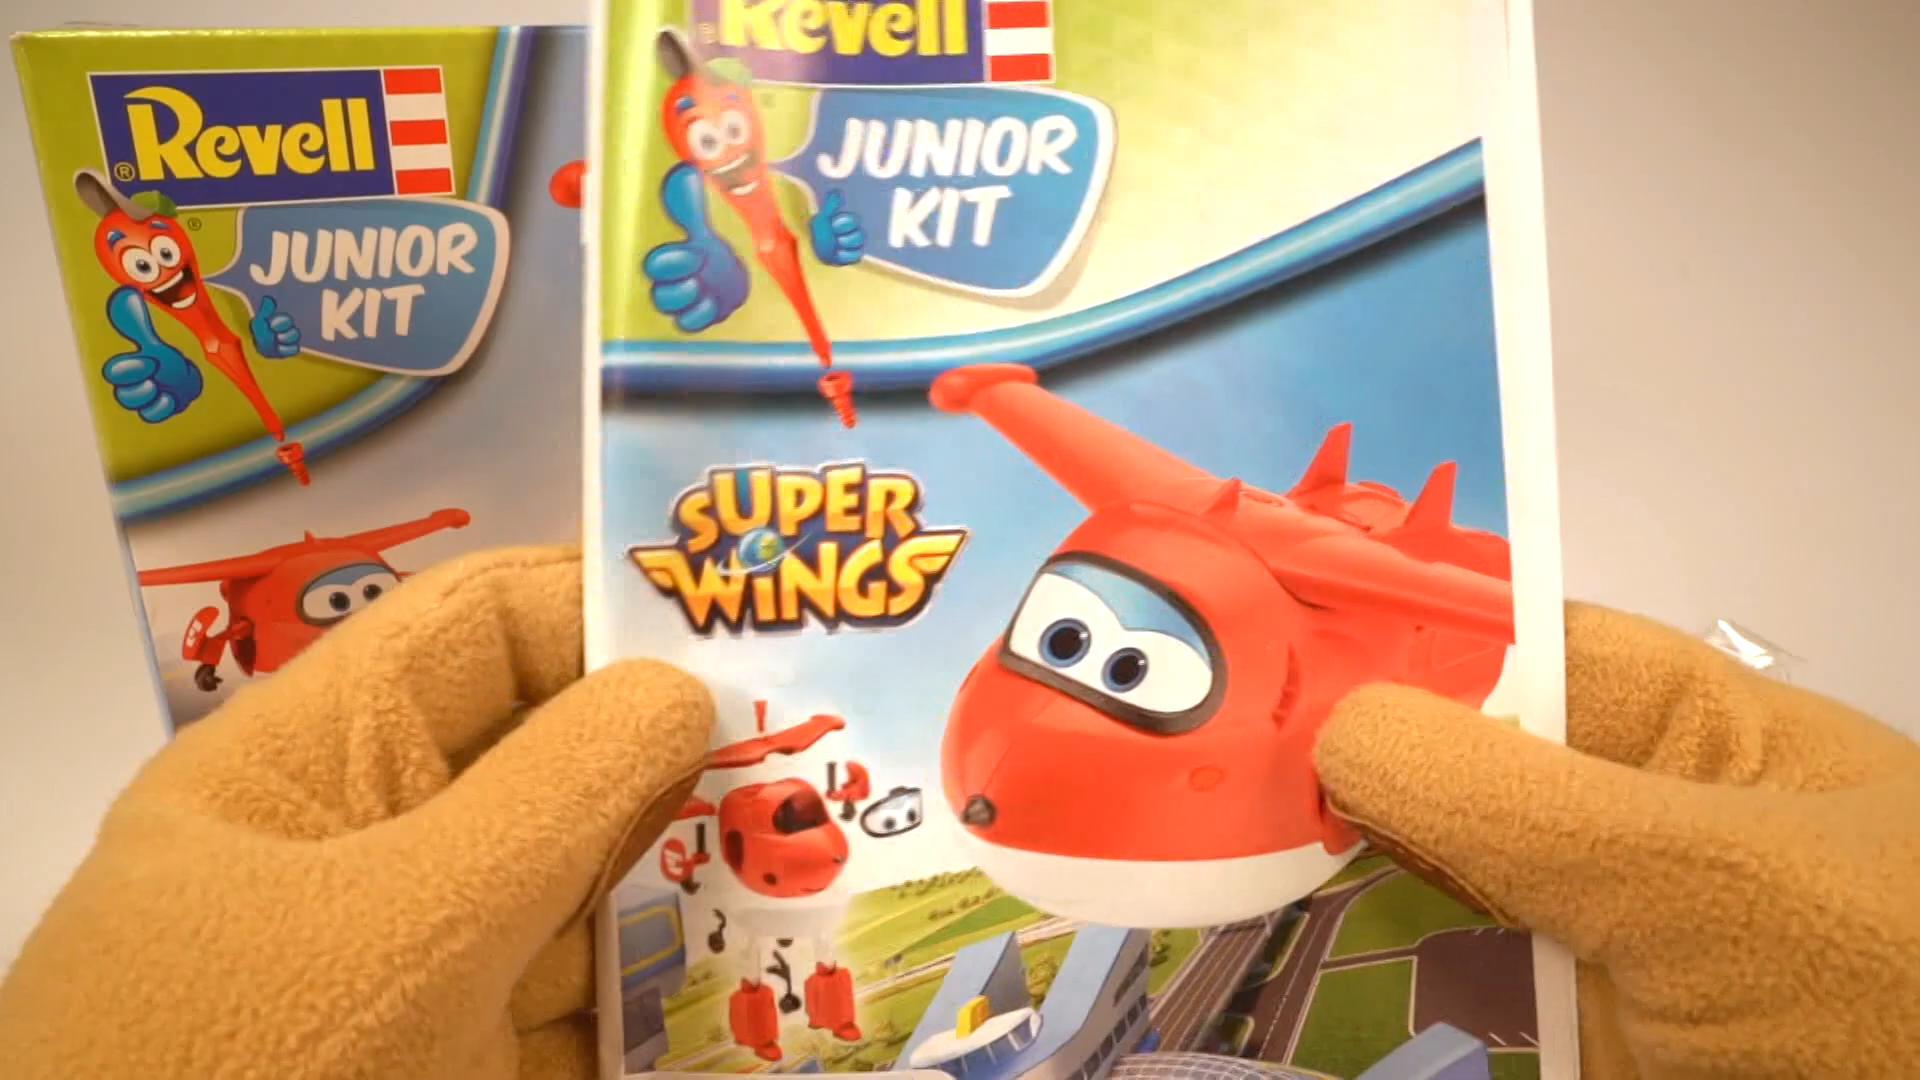 Revell
®
JUNIOR
KIT
Revell
JUNIOR
KIT
SUPER
WiNGS